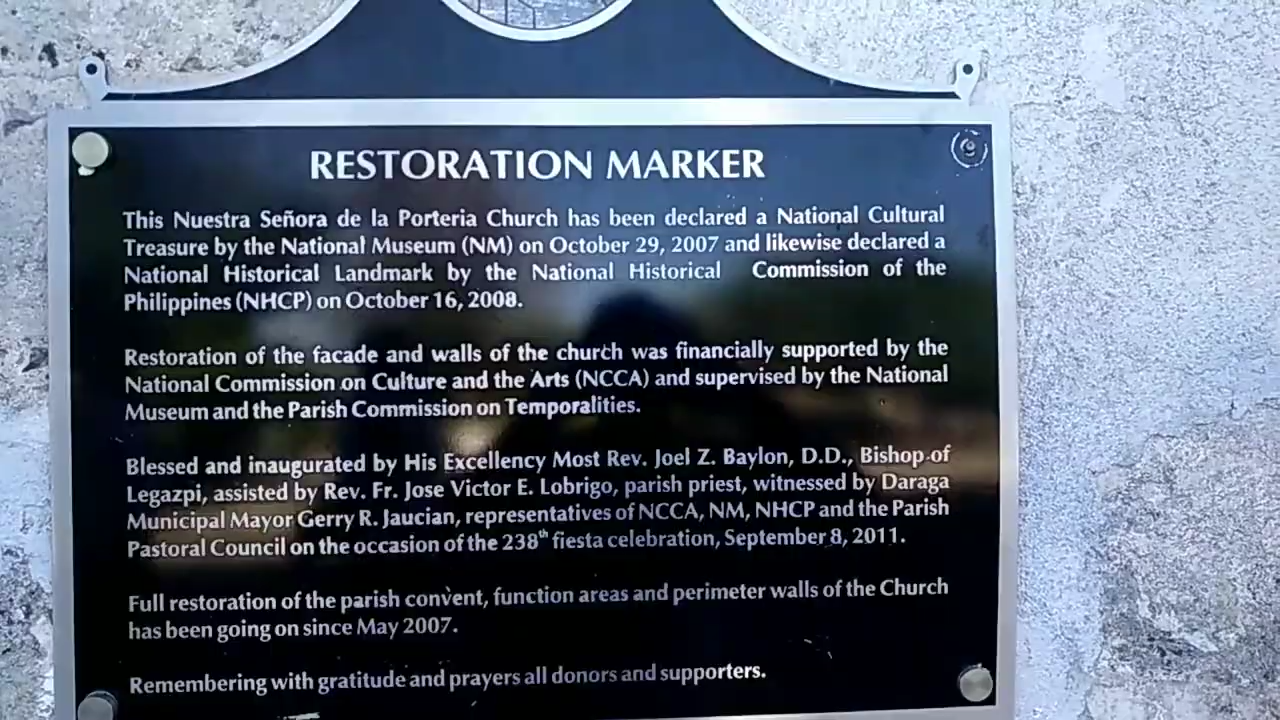 RESTORATION MARKER
This Nuestra Señora de la Porteria Church has been declared a National Cultural
Treasure by the National Museum (NM) on October 29, 2007 and likewise declared a
National Historical Landmark by the National Historical Commission of the
Philippines (NHCP) on October 16, 2008.
Restoration of the facade and walls of the church was financially supported by the
National Commission on Culture and the Arts (NCCA) and supervised by the National
Museum and the Parish Commission on Temporalities.
Blessed and inaugurated by His Excellency Most Rev. Joel Z. Baylon, D.D., Bishop of
Legazpi, assisted by Rev. Fr. Jose Victor E. Lobrigo, parish priest, witnessed by Daraga
Municipal Mayor Gerry R. Jaucian, representatives of NCCA, NM, NHCP and the Parish
Pastoral Council on the occasion of the 238th fiesta celebration, September 8, 2011.
Full restoration of the parish convent, function areas and perimeter walls of the Church
has been going on since May 2007.
Remembering with gratitude and prayers all donors and supporters.